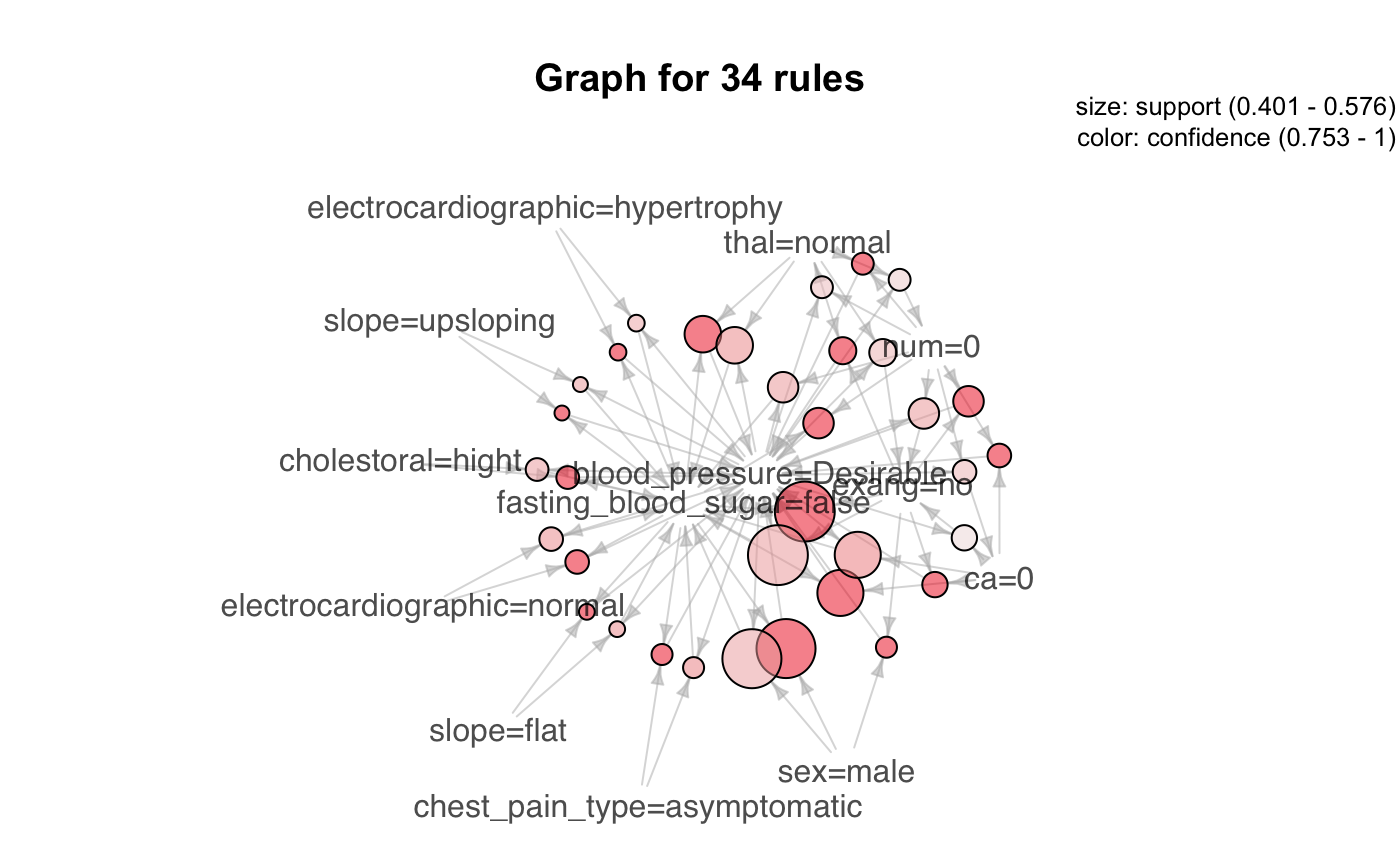 Graph for 34 rules
size: support (0.401 - 0.576)
color: confidence (0.753 - 1)
electrocardiographic=hypertrophy
thal=normal
slope=upsloping
num=0
cholestoral=hight
blood_pressure=Desirable
exang=no
fasting_blood_sugar=false
ca=0
electrocardiographic=normal
slope=flat
sex=male
chest_pain_type=asymptomatic